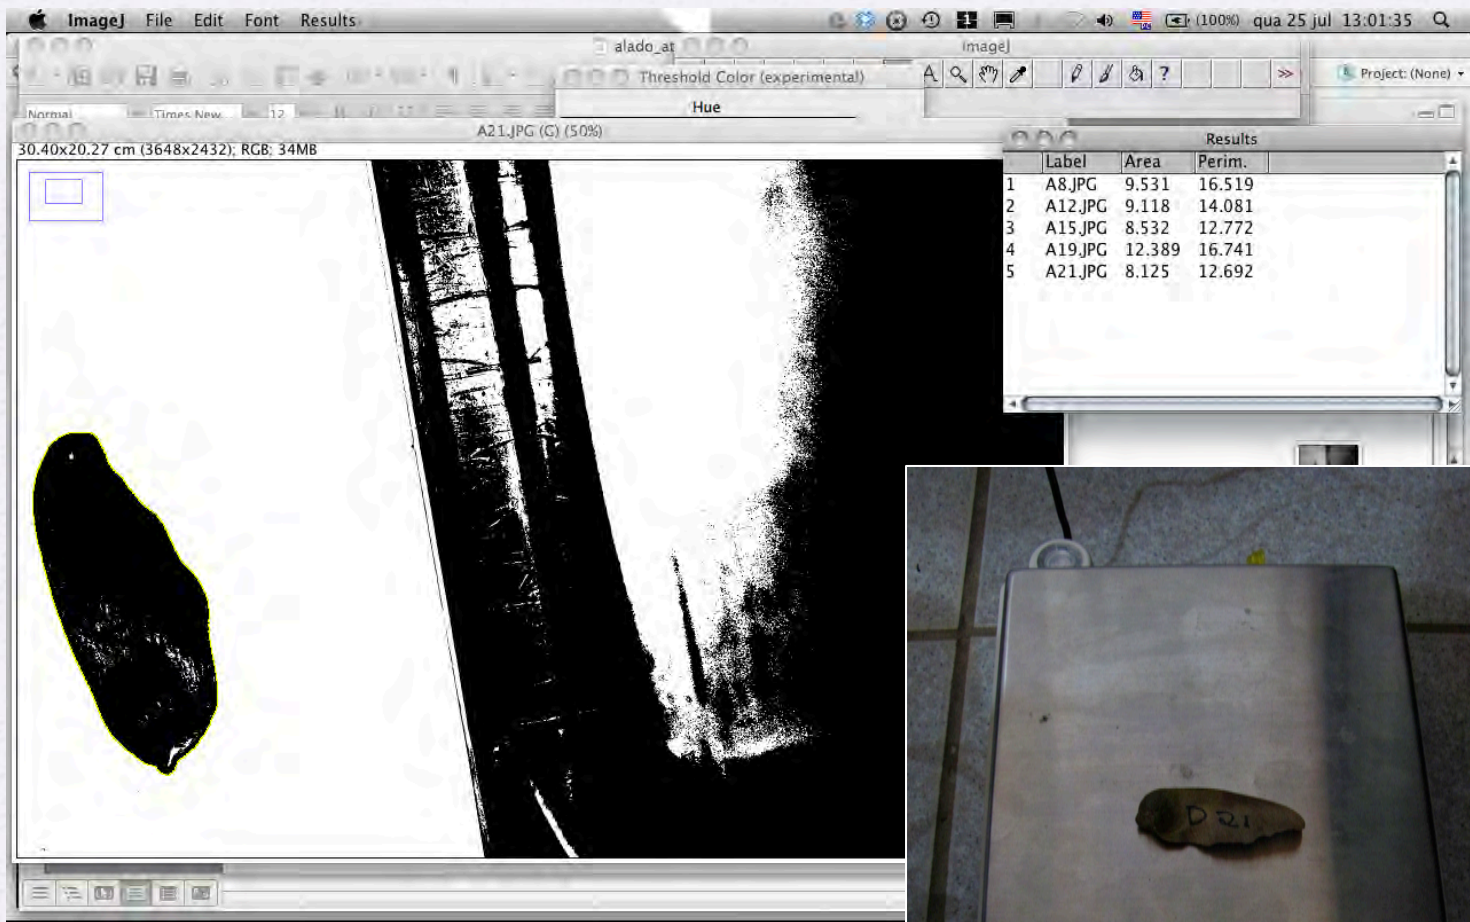 ImageJ File Edit Font Results
(100%) qua 25 jul 13:01:35
alado_at
ImageJ
Threshold Color (experimental)
A ? >> Project: (None)
Normal Times New... 12
Hue
A21.JPG (G) (50%)
30.40x20.27 cm (3648x2432); RGB; 34MB
Results
Label Area Perim.
1 A8.JPG 9.531 16.519
2 A12.JPG 9.118 14.081
3 A15.JPG 8.532 12.772
4 A19.JPG 12.389 16.741
5 A21.JPG 8.125 12.692
D 21